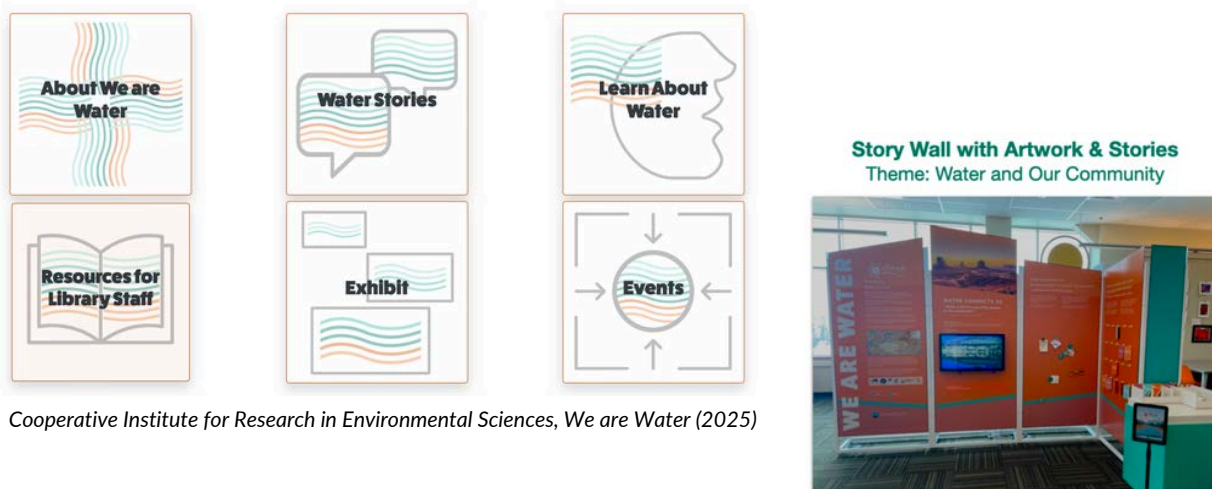 About We are
Water
Water Stories
Learn About
Water
Resources for
Library Staff
Exhibit
Events
Cooperative Institute for Research in Environmental Sciences, We are Water (2025)
Story Wall with Artwork & Stories
Theme: Water and Our Community
WE ARE WATER
WATER CONNECTS US